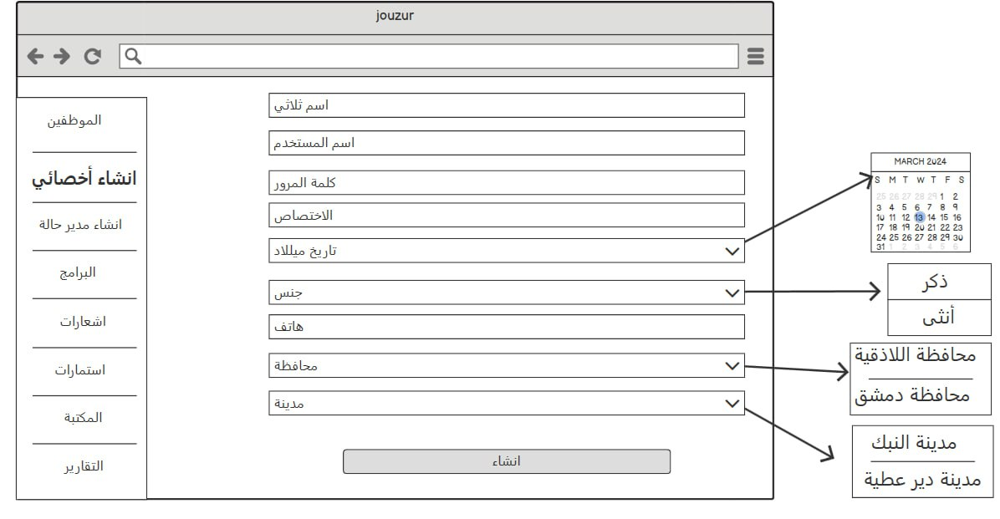 jouzur
الموظفين
انشاء أخصائي
انشاء مدير حالة
البرامج
اشعارات
استمارات
المكتبة
التقارير
اسم ثلاثي
اسم المستخدم
كلمة المرور
الاختصاص
تاريخ ميللاد
جنس
هاتف
محافظة
مدينة
انشاء
MARCH 2024
S M T W T F S
25 26 27 28 29 1 2
3 4 5 6 7 8 9
10 11 12 13 14 15 16
17 18 19 20 21 22 23
24 25 26 27 28 29 30
31 1 2 3 4 5 6
ذكر
أنثى
محافظة اللاذقية
محافظة دمشق
مدينة النبك
مدينة دير عطية